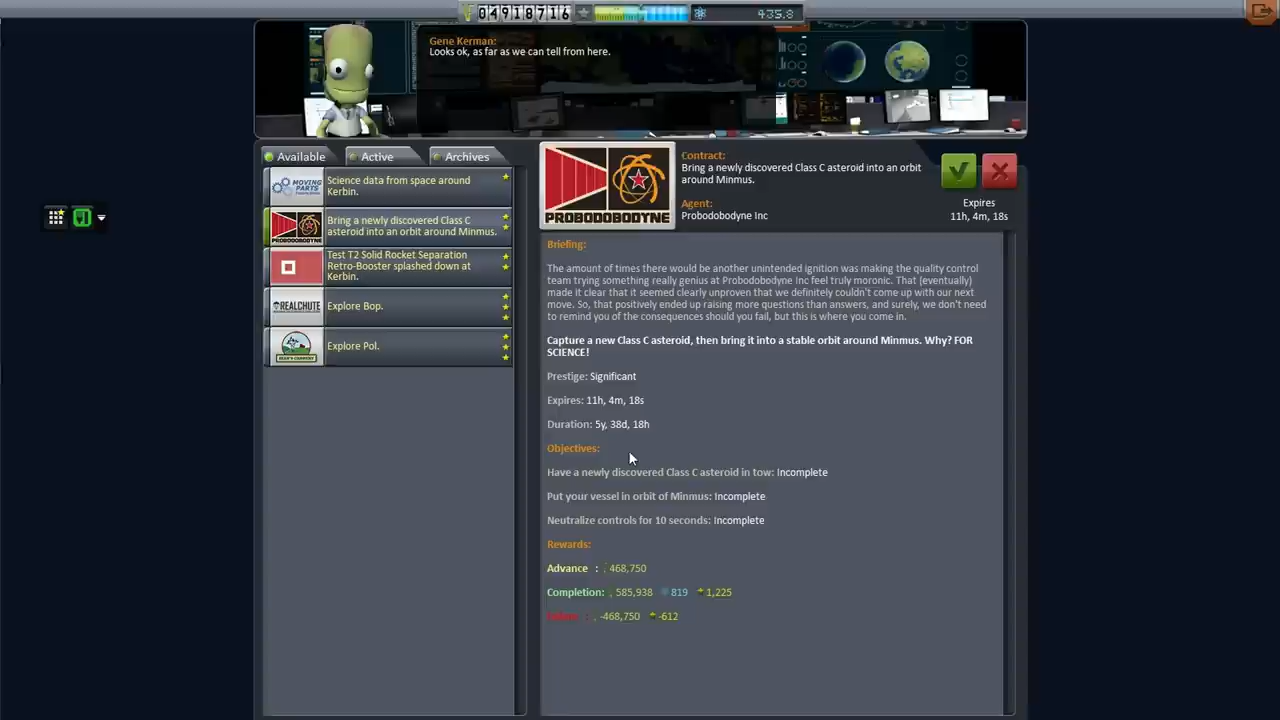 04918716
435.8
Gene Kerman:
Looks ok, as far as we can tell from here.
Available
Active
Archives
MOVING PARTS
Science data from space around
Kerbin.
PROBODOBODYNE
Bring a newly discovered Class C
asteroid into an orbit around Minmus.
Test T2 Solid Rocket Separation
Retro-Booster splashed down at
Kerbin.
REALCHUTE
Explore Bop.
Explore Pol.
PROBODOBODYNE
Contract:
Bring a newly discovered Class C asteroid into an orbit
around Minmus.
Agent:
Probodobodyne Inc
Expires
11h, 4m, 18s
Briefing:
The amount of times there would be another unintended ignition was making the quality control
team trying something really genius at Probodobodyne Inc feel truly moronic. That (eventually)
made it clear that it seemed clearly unproven that we definitely couldn't come up with our next
move. So, that positively ended up raising more questions than answers, and surely, we don't need
to remind you of the consequences should you fail, but this is where you come in.
Capture a new Class C asteroid, then bring it into a stable orbit around Minmus. Why? FOR
SCIENCE!
Prestige: Significant
Expires: 11h, 4m, 18s
Duration: 5y, 38d, 18h
Objectives:
Have a newly discovered Class C asteroid in tow: Incomplete
Put your vessel in orbit of Minmus: Incomplete
Neutralize controls for 10 seconds: Incomplete
Rewards:
Advance : 468,750
Completion: 585,938 819 1,225
: -468,750 -612